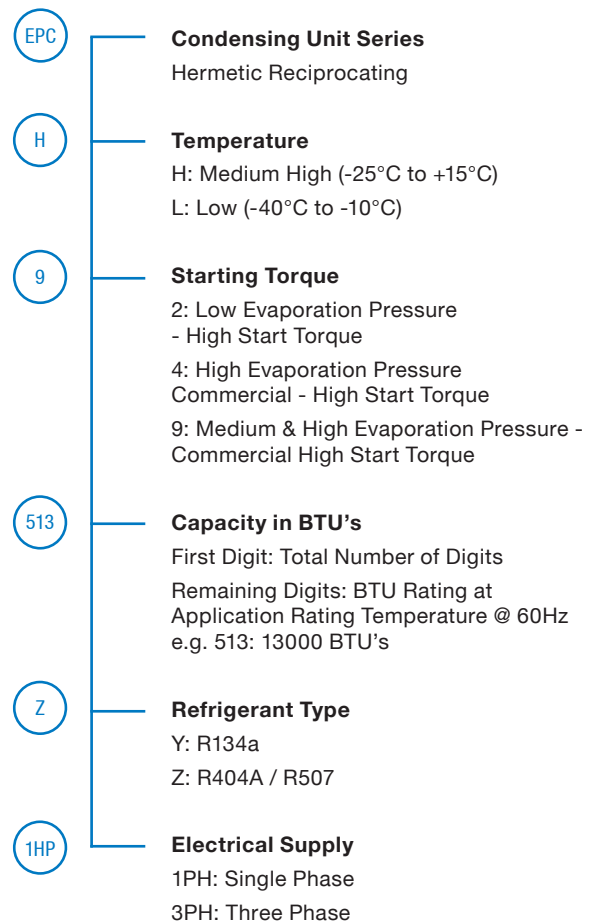 EPC
Condensing Unit Series
Hermetic Reciprocating
H
Temperature
H: Medium High (-25°C to +15°C)
L: Low (-40°C to -10°C)
9
Starting Torque
2: Low Evaporation Pressure
- High Start Torque
4: High Evaporation Pressure
Commercial - High Start Torque
9: Medium & High Evaporation Pressure -
Commercial High Start Torque
513
Capacity in BTU's
First Digit: Total Number of Digits
Remaining Digits: BTU Rating at
Application Rating Temperature @ 60Hz
e.g. 513: 13000 BTU's
Z
Refrigerant Type
Y: R134a
Z: R404A / R507
1HP
Electrical Supply
1PH: Single Phase
3PH: Three Phase